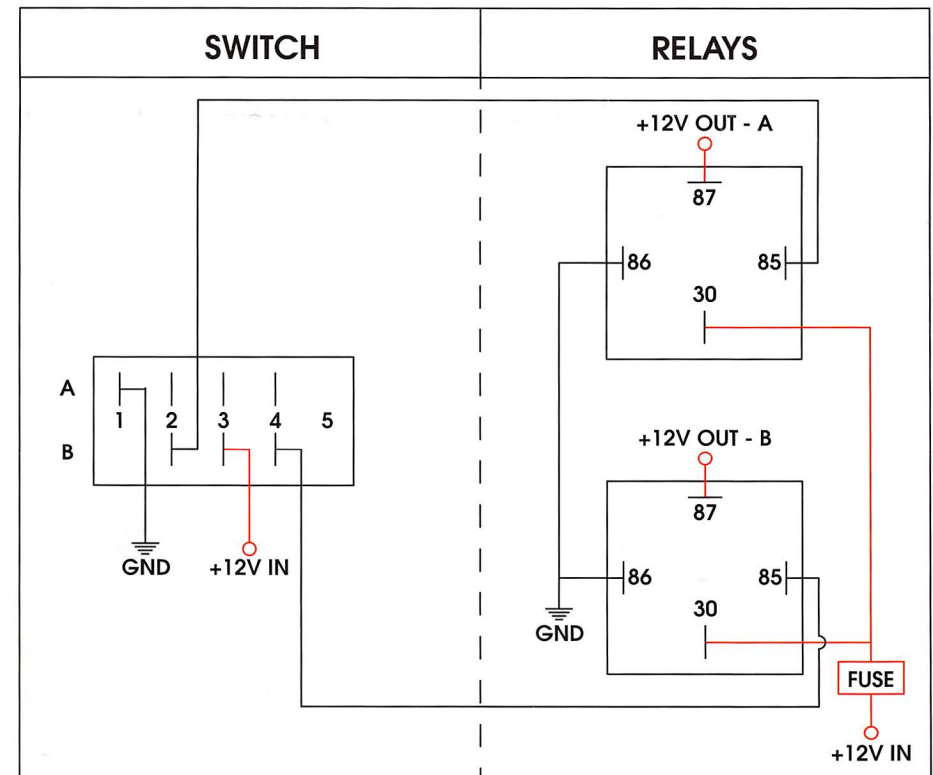 SWITCH
RELAYS
+12V OUT - A
87
86
85
30
A
1
2
3
4
5
B
+12V OUT - B
87
GND
+12V IN
86
85
30
GND
FUSE
+12V IN